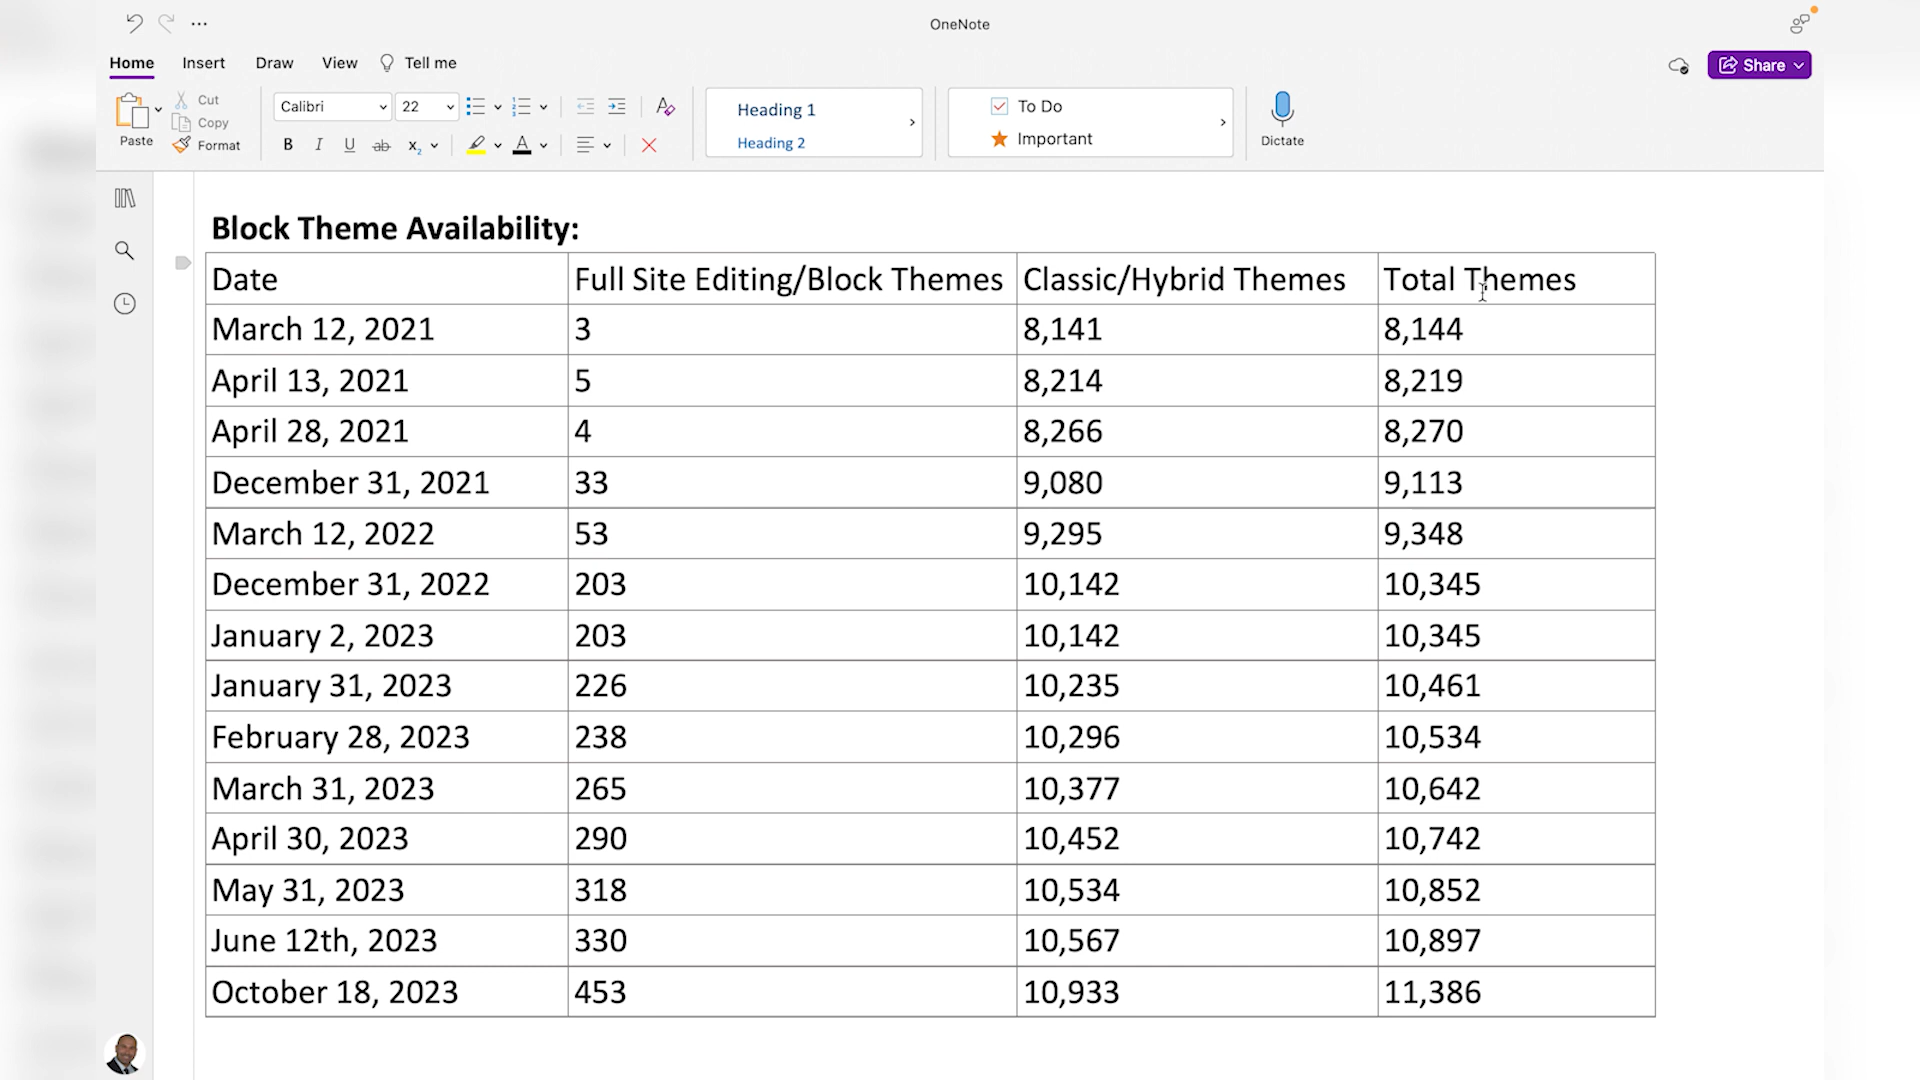 OneNote
Home Insert Draw View Tell me
Share
Paste
Cut
Copy
Format
Calibri 22
B I U ab x2 A
Heading 1
Heading 2
To Do
Important
Dictate
Block Theme Availability:
Date Full Site Editing/Block Themes Classic/Hybrid Themes Total Themes
March 12, 2021 3 8,141 8,144
April 13, 2021 5 8,214 8,219
April 28, 2021 4 8,266 8,270
December 31, 2021 33 9,080 9,113
March 12, 2022 53 9,295 9,348
December 31, 2022 203 10,142 10,345
January 2, 2023 203 10,142 10,345
January 31, 2023 226 10,235 10,461
February 28, 2023 238 10,296 10,534
March 31, 2023 265 10,377 10,642
April 30, 2023 290 10,452 10,742
May 31, 2023 318 10,534 10,852
June 12th, 2023 330 10,567 10,897
October 18, 2023 453 10,933 11,386